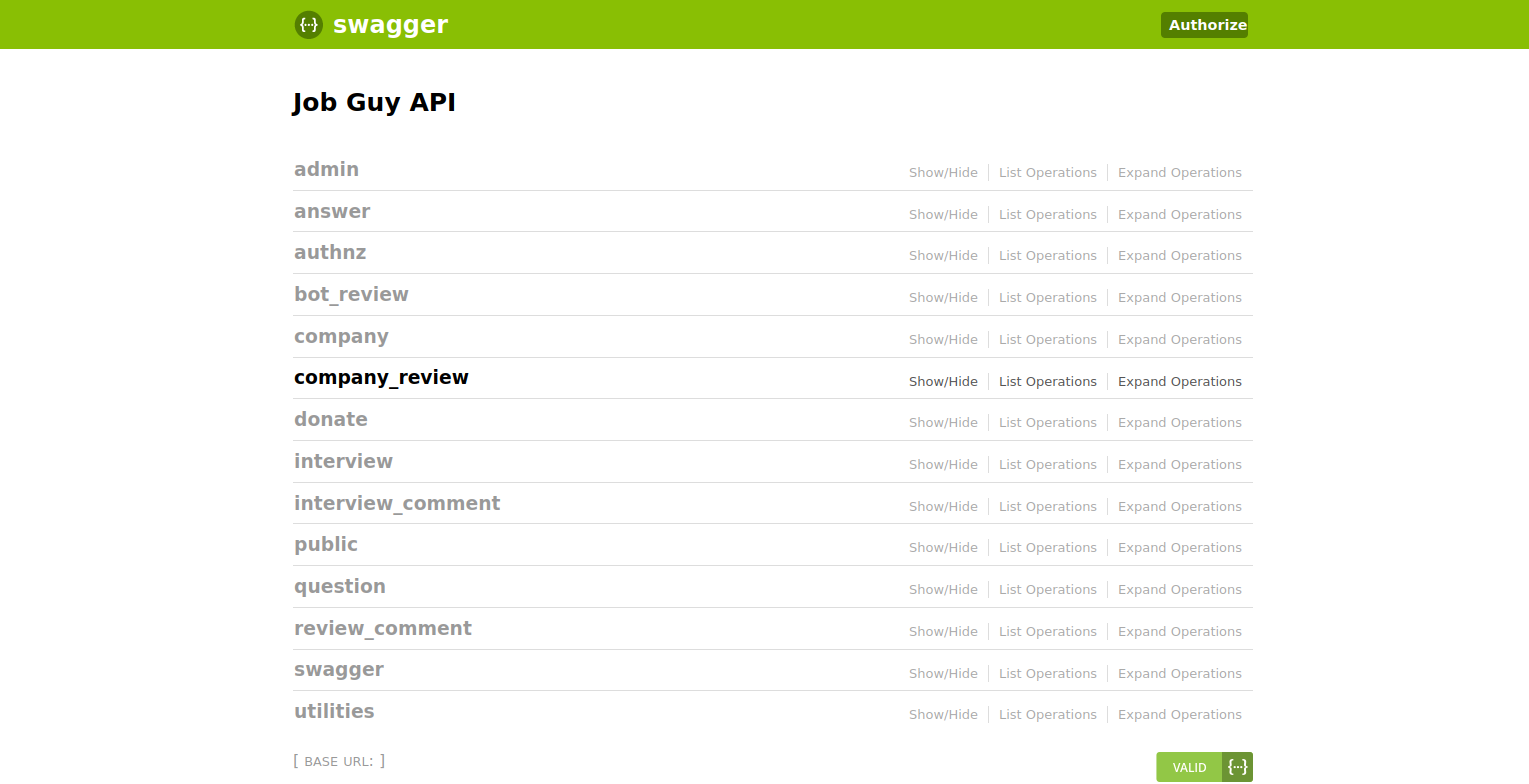 {···} swagger Authorize
Job Guy API
admin Show/Hide List Operations Expand Operations
answer Show/Hide List Operations Expand Operations
authnz Show/Hide List Operations Expand Operations
bot_review Show/Hide List Operations Expand Operations
company Show/Hide List Operations Expand Operations
company_review Show/Hide List Operations Expand Operations
donate Show/Hide List Operations Expand Operations
interview Show/Hide List Operations Expand Operations
interview_comment Show/Hide List Operations Expand Operations
public Show/Hide List Operations Expand Operations
question Show/Hide List Operations Expand Operations
review_comment Show/Hide List Operations Expand Operations
swagger Show/Hide List Operations Expand Operations
utilities Show/Hide List Operations Expand Operations
[ BASE URL: ] VALID {···}